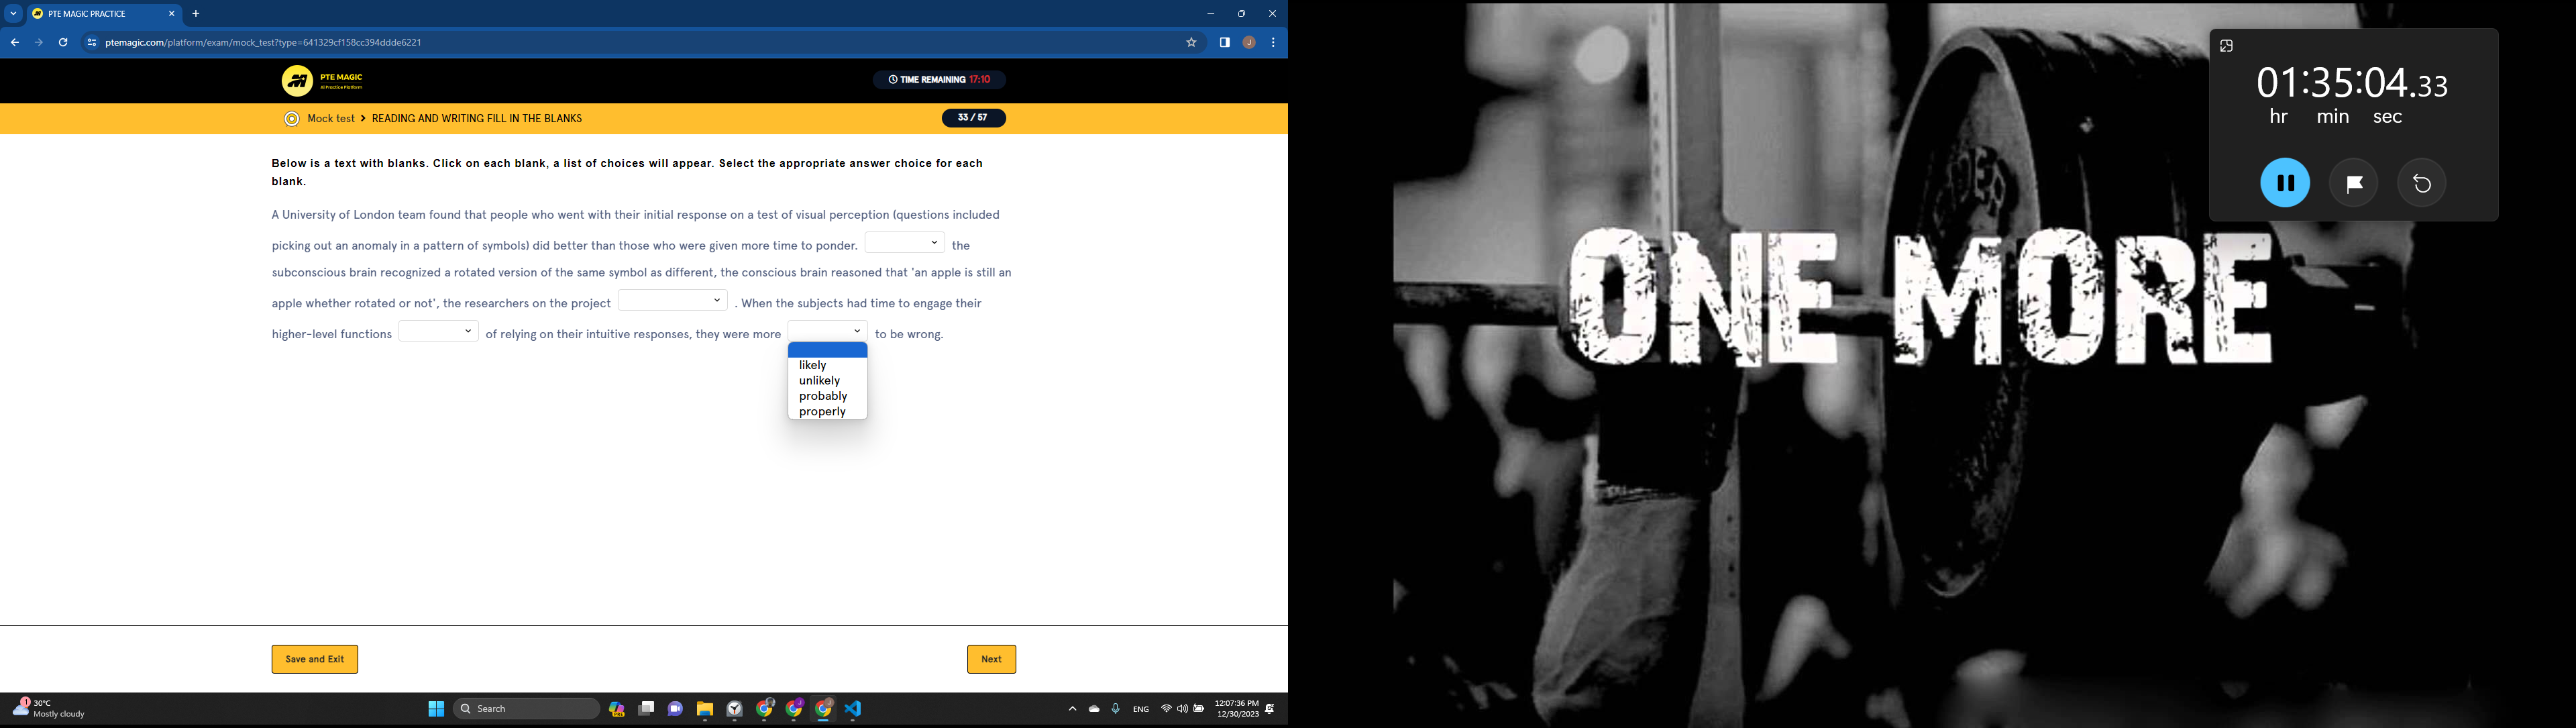 PTE MAGIC PRACTICE
ptemagic.com/platform/exam/mock_test?type=641329cf158cc394ddde6221
J
PTE MAGIC
AI Practice Platform
TIME REMAINING 17:10
Mock test > READING AND WRITING FILL IN THE BLANKS
33 / 57
Below is a text with blanks. Click on each blank, a list of choices will appear. Select the appropriate answer choice for each
blank.
A University of London team found that people who went with their initial response on a test of visual perception (questions included
picking out an anomaly in a pattern of symbols) did better than those who were given more time to ponder. the
subconscious brain recognized a rotated version of the same symbol as different, the conscious brain reasoned that 'an apple is still an
apple whether rotated or not', the researchers on the project . When the subjects had time to engage their
higher-level functions of relying on their intuitive responses, they were more to be wrong.
likely
unlikely
probably
properly
Save and Exit
Next
1
30°C
Mostly cloudy
Search
ENG
12:07:36 PM
12/30/2023
01:35:04.33
hr min sec
ONE MORE